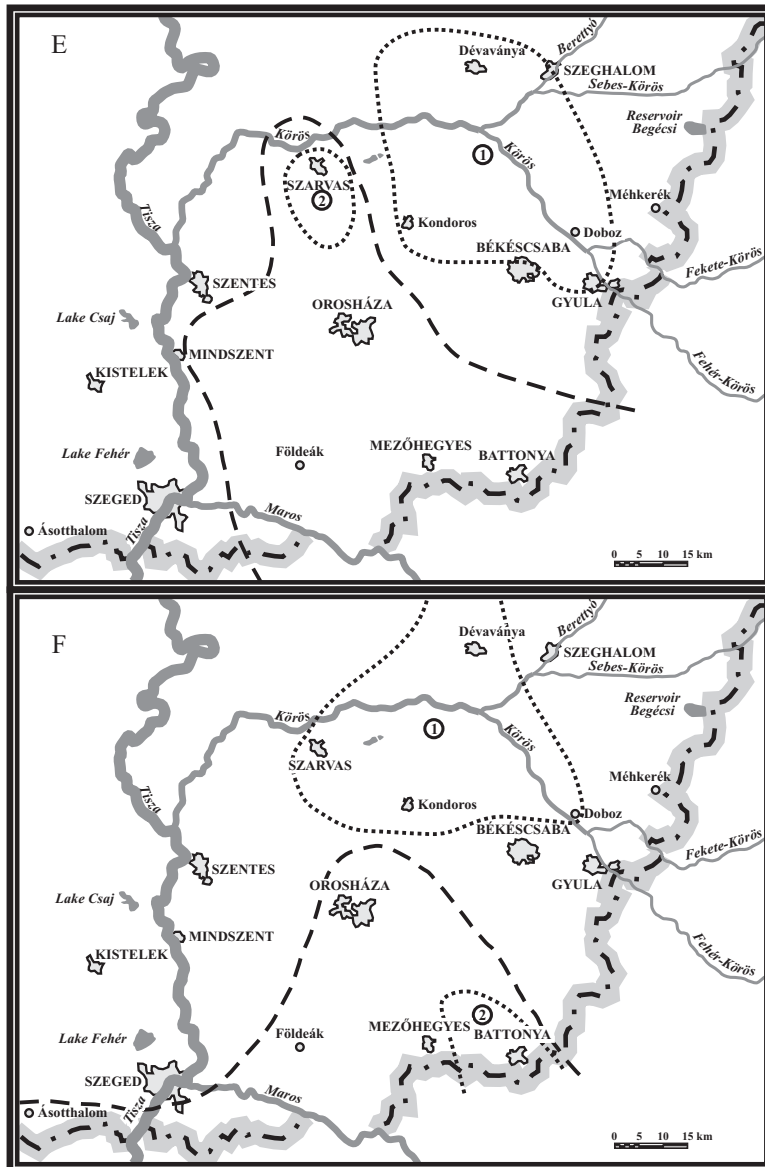 E
Dévaványa
Berettyó
SZEGHALOM
Sebes-Körös
Reservoir
Begécsi
Körös
1
Körös
SZARVAS
2
Méhkerék
Tisza
Kondoros
Doboz
BÉKÉSCSABA
Fekete-Körös
SZENTES
GYULA
OROSHÁZA
Lake Csaj
MINDSZENT
KISTELEK
Fehér-Körös
Lake Fehér
Földeák
MEZŐHEGYES
BATTONYA
SZEGED
Maros
Ásotthalom
Tisza
0 5 10 15 km
F
Dévaványa
Berettyó
SZEGHALOM
Sebes-Körös
Reservoir
Begécsi
Körös
1
Körös
SZARVAS
Méhkerék
Tisza
Kondoros
Doboz
BÉKÉSCSABA
Fekete-Körös
SZENTES
GYULA
OROSHÁZA
Lake Csaj
MINDSZENT
KISTELEK
Fehér-Körös
2
Lake Fehér
Földeák
MEZŐHEGYES
BATTONYA
SZEGED
Maros
Ásotthalom
Tisza
0 5 10 15 km